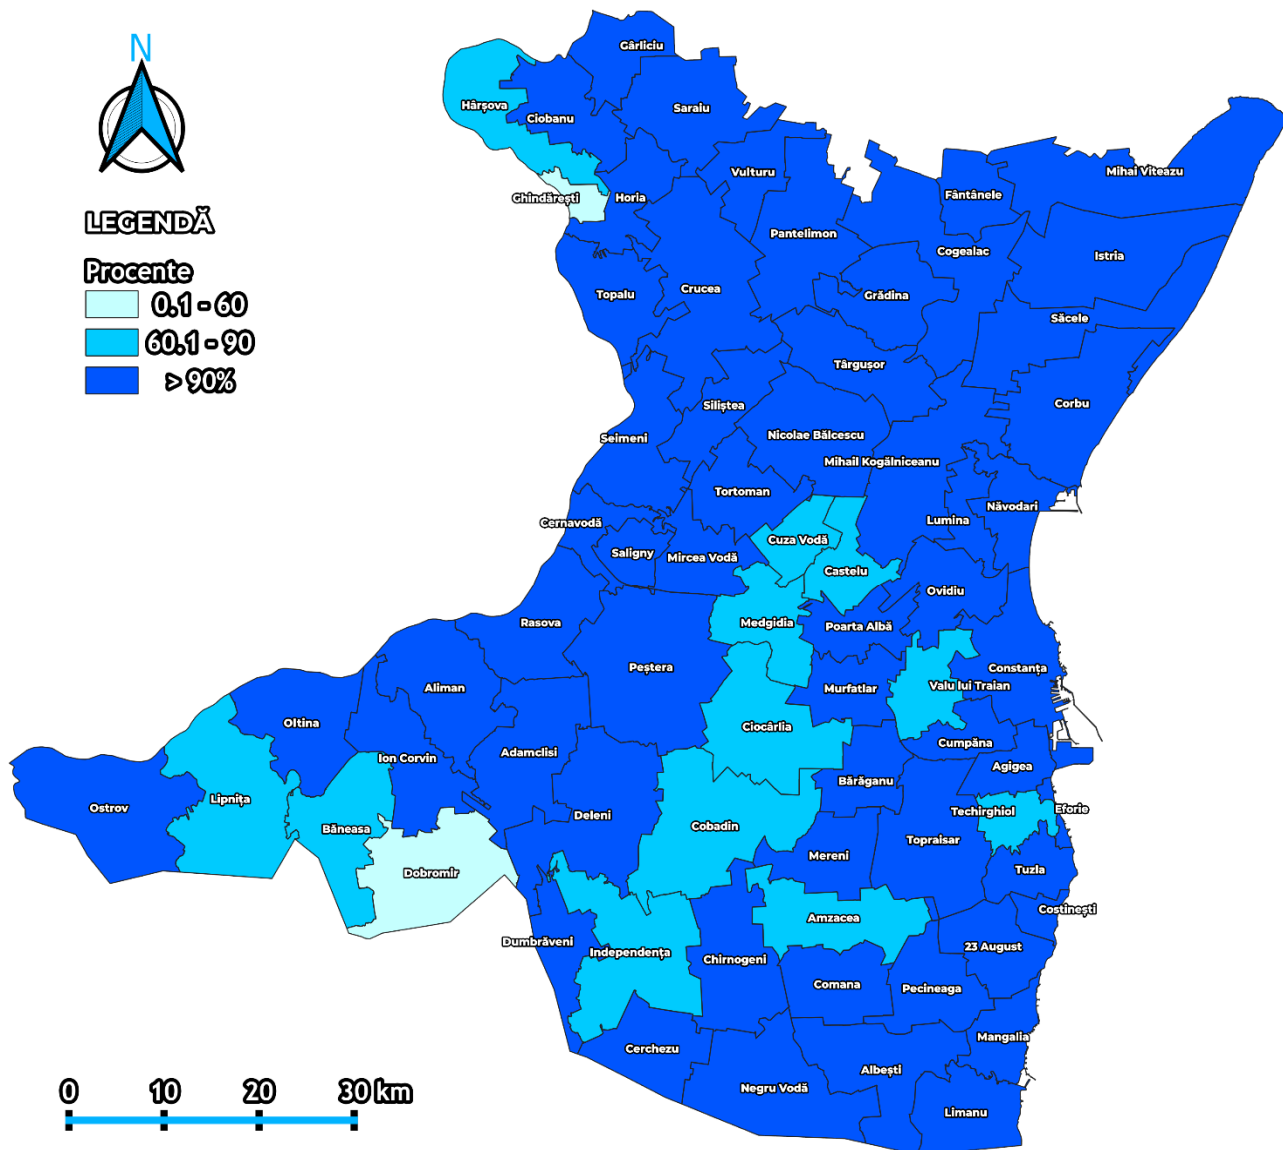 N
LEGENDĂ
Procente
0.1 - 60
60.1 - 90
> 90%
Gârliciu
Hârșova
Ciobanu
Saraiu
Vulturu
Mihai Viteazu
Ghindărești
Horia
Fântânele
Pantelimon
Cogealac
Istria
Topalu
Crucea
Grădina
Săcele
Târgușor
Siliștea
Corbu
Seimeni
Nicolae Bălcescu
Mihail Kogălniceanu
Tortoman
Năvodari
Cernavodă
Lumina
Saligny
Mircea Vodă
Cuza Vodă
Castelu
Ovidiu
Rasova
Medgidia
Poarta Albă
Peștera
Constanța
Aliman
Murfatlar
Valu lui Traian
Oltina
Ciocârlia
Adamclisi
Ion Corvin
Cumpăna
Agigea
Bărăganu
Ostrov
Lipnița
Băneasa
Deleni
Cobadin
Techirghiol
Eforie
Topraisar
Mereni
Dobromir
Tuzla
Costinești
Amzacea
Dumbrăveni
Independența
Chirnogeni
23 August
Comana
Pecineaga
Mangalia
Cerchezu
Albești
Negru Vodă
Limanu
0 10 20 30 km